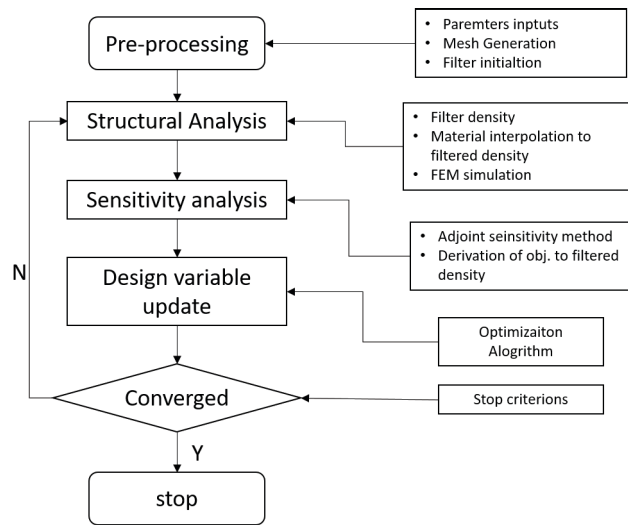 Pre-processing
• Paremters inptuts
• Mesh Generation
• Filter initialtion
Structural Analysis
• Filter density
• Material interpolation to
filtered density
• FEM simulation
Sensitivity analysis
• Adjoint seinsitivity method
• Derivation of obj. to filtered
density
N
Design variable
update
Optimizaiton
Alogrithm
Converged
Stop criterions
Y
stop